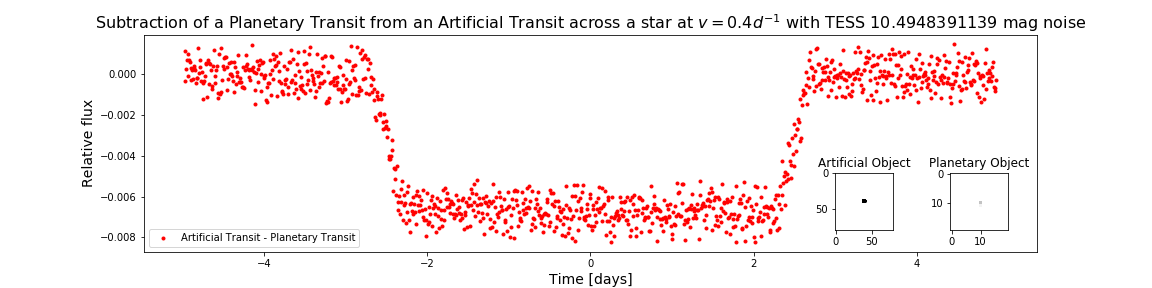 Subtraction of a Planetary Transit from an Artificial Transit across a star at v = 0.4d⁻¹ with TESS 10.4948391139 mag noise
Relative flux
0.000
−0.002
−0.004
−0.006
−0.008
Artificial Transit - Planetary Transit
Artificial Object
0
50
0 50
Planetary Object
0
10
0 10
−4 −2 0 2 4
Time [days]